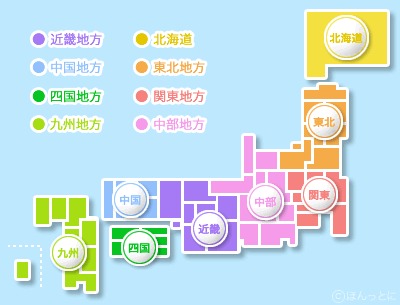 近畿地方
北海道
中国地方
東北地方
四国地方
関東地方
九州地方
中部地方
北海道
東北
関東
中部
近畿
中国
四国
九州
©ぽんっとに